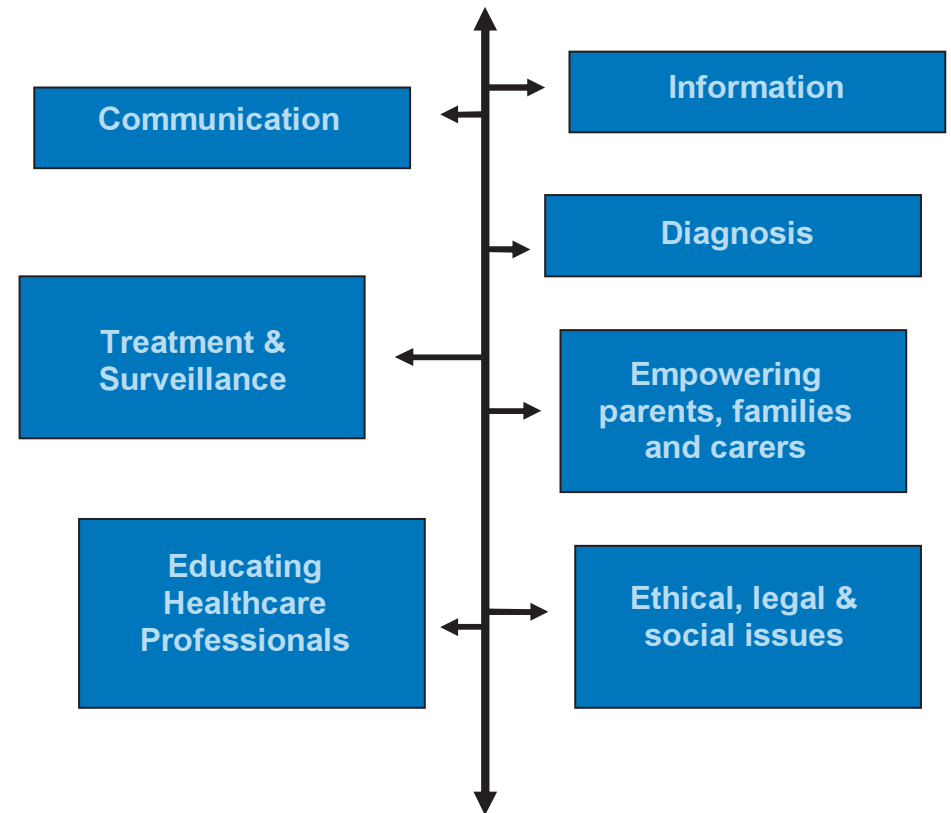 Information
Communication
Diagnosis
Treatment &
Surveillance
Empowering
parents, families
and carers
Educating
Healthcare
Professionals
Ethical, legal &
social issues